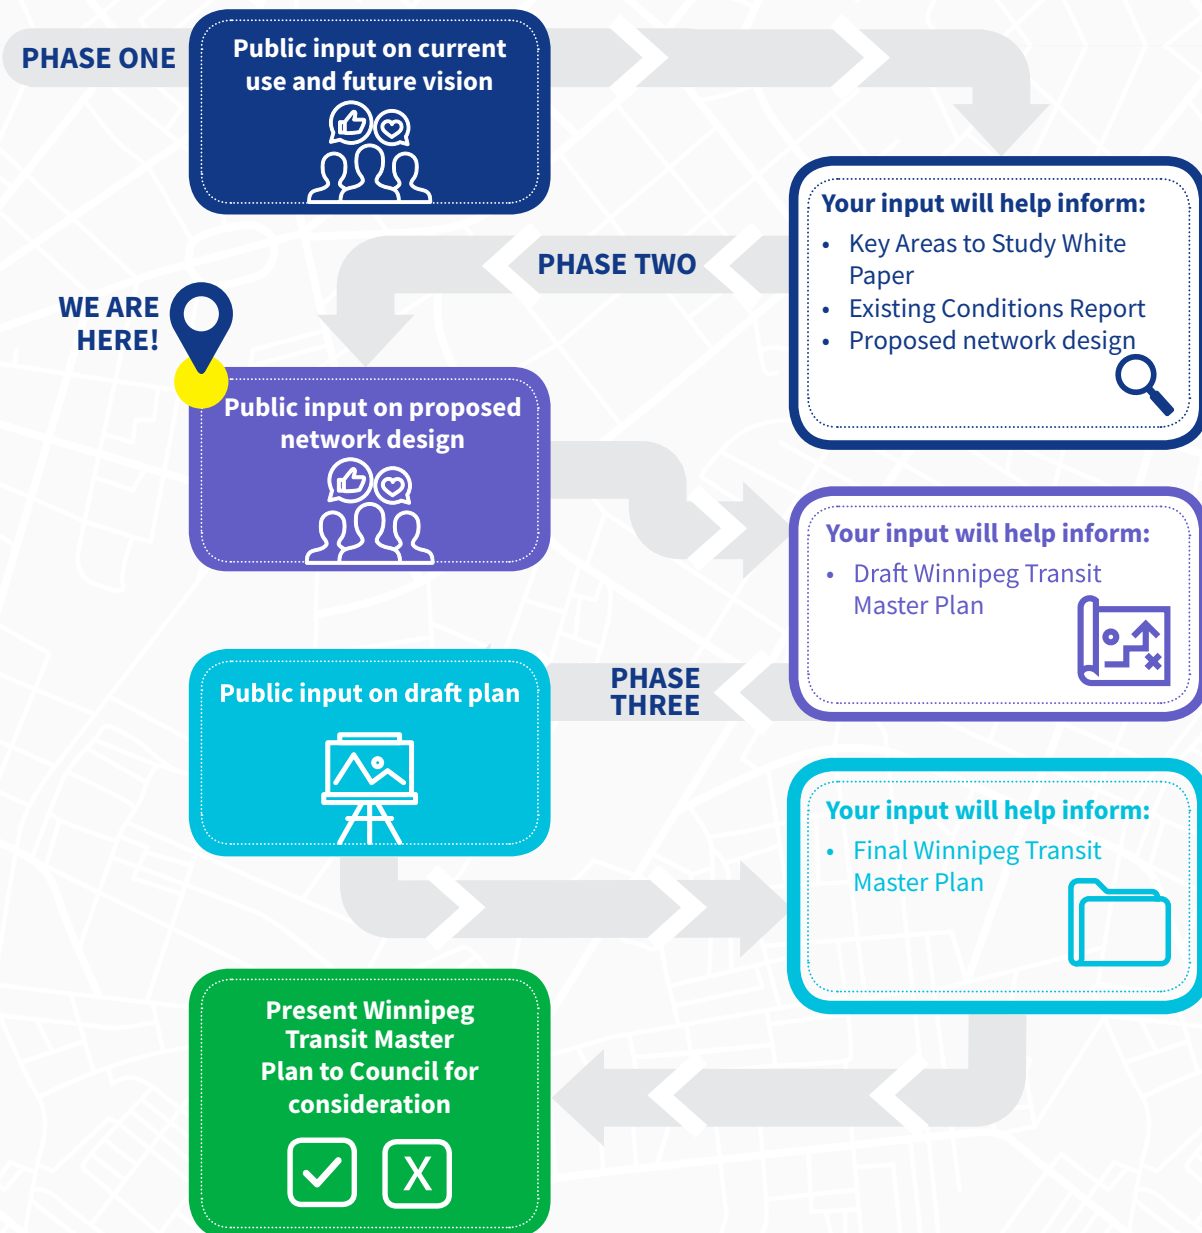 PHASE ONE
Public input on current
use and future vision
Your input will help inform:
• Key Areas to Study White
Paper
• Existing Conditions Report
• Proposed network design
PHASE TWO
WE ARE
HERE!
Public input on proposed
network design
Your input will help inform:
• Draft Winnipeg Transit
Master Plan
PHASE
THREE
Public input on draft plan
Your input will help inform:
• Final Winnipeg Transit
Master Plan
Present Winnipeg
Transit Master
Plan to Council for
consideration
X